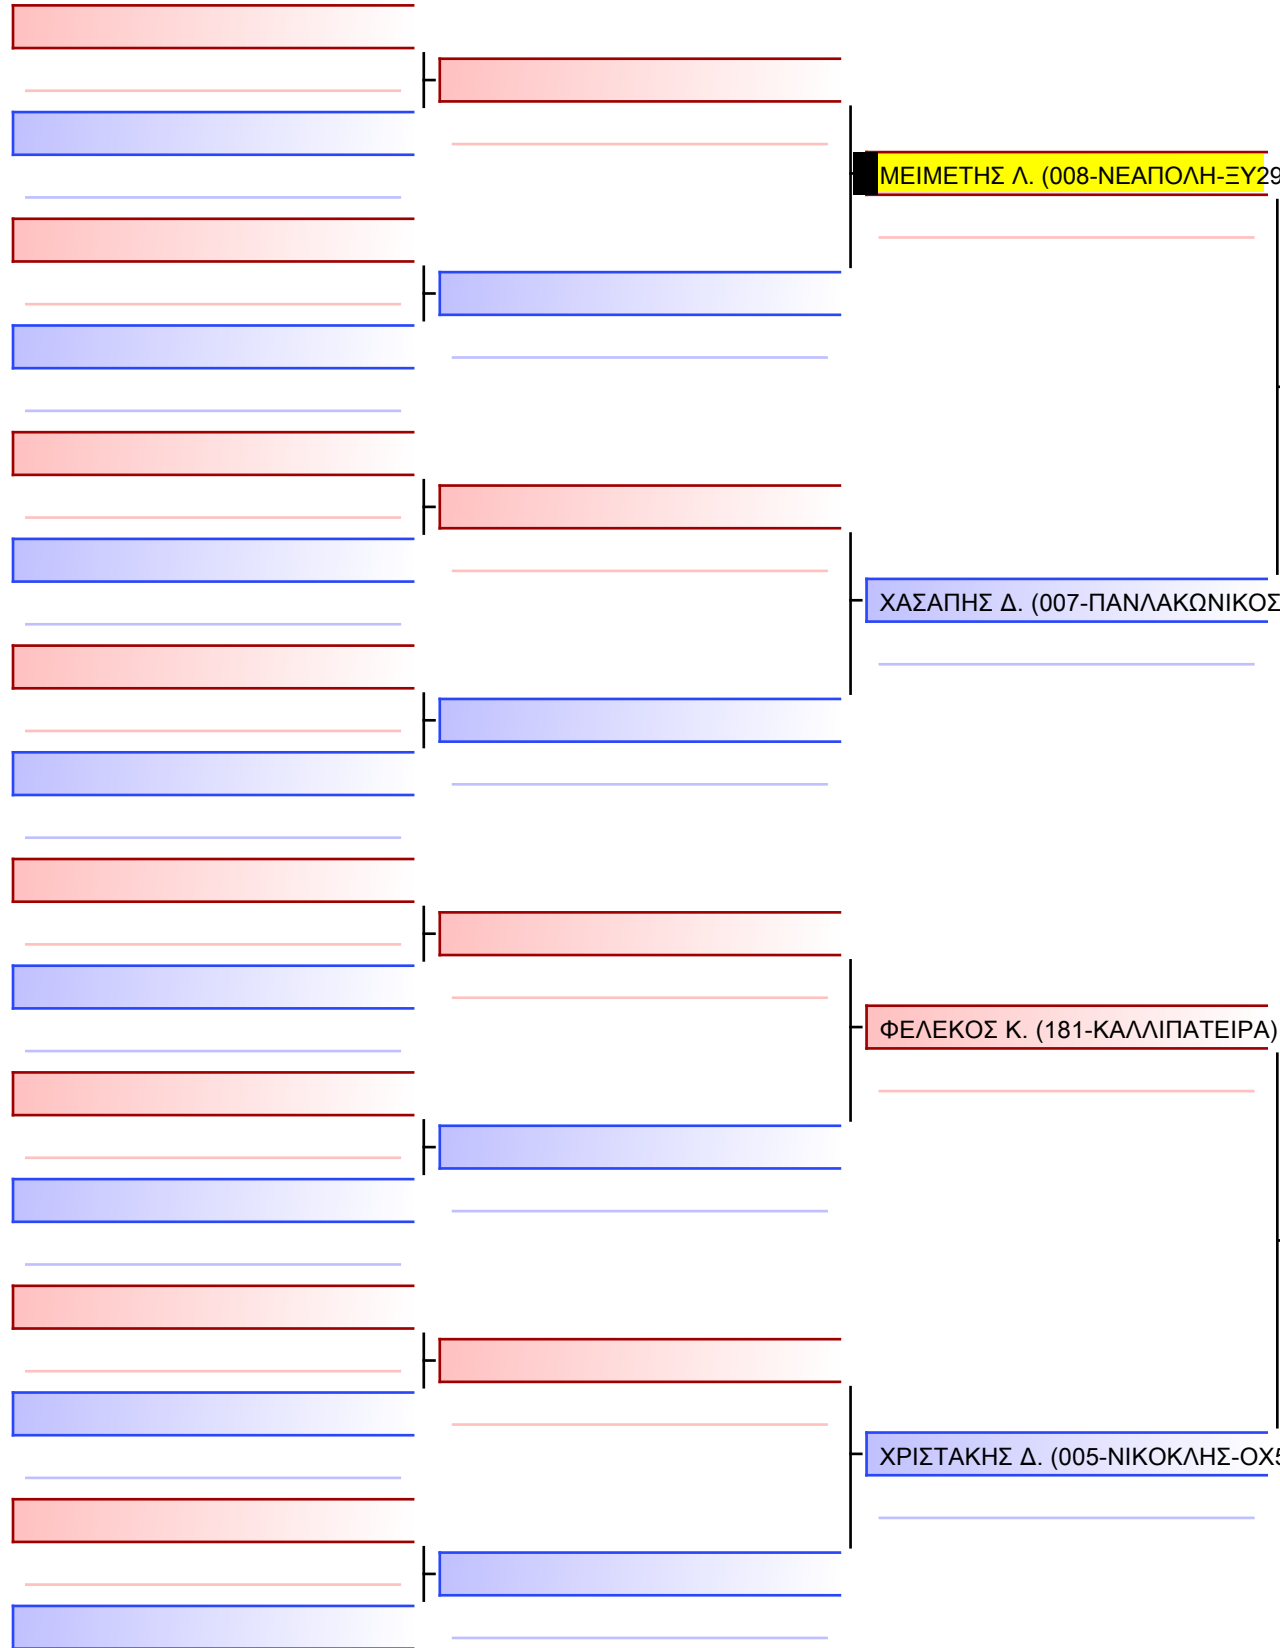 ΜΕΙΜΕΤΗΣ Λ. (008-ΝΕΑΠΟΛΗ-ΞΥ29
ΧΑΣΑΠΗΣ Δ. (007-ΠΑΝΛΑΚΩΝΙΚΟΣ
ΦΕΛΕΚΟΣ Κ. (181-ΚΑΛΛΙΠΑΤΕΙΡΑ)
ΧΡΙΣΤΑΚΗΣ Δ. (005-ΝΙΚΟΚΛΗΣ-ΟΧ5